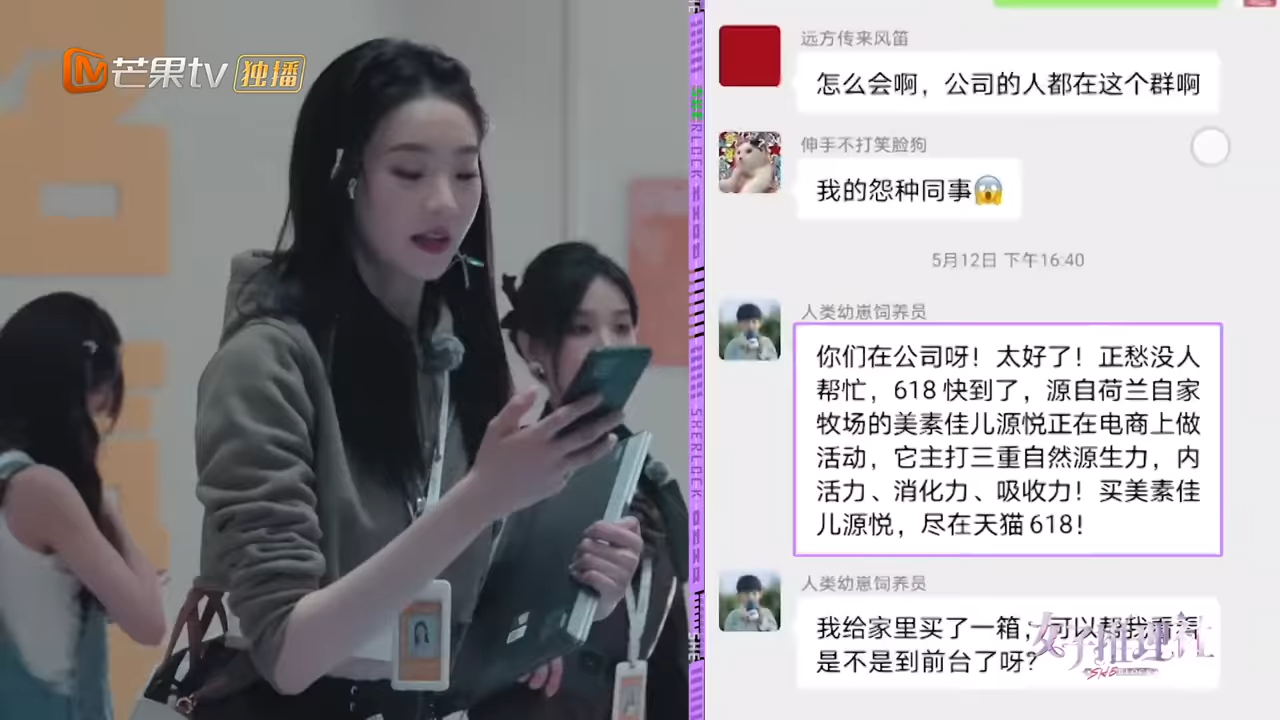 芒果tv 独播
远方传来风笛
怎么会啊，公司的人都在这个群啊
伸手不打笑脸狗
我的怨种同事😱
5月12日 下午16:40
人类幼崽饲养员
你们在公司呀！太好了！正愁没人
帮忙，618 快到了，源自荷兰自家
牧场的美素佳儿源悦正在电商上做
活动，它主打三重自然源生力，内
活力、消化力、吸收力！买美素佳
儿源悦，尽在天猫618！
人类幼崽饲养员
我给家里买了一箱，可以帮我看看
是不是到前台了呀？
女子推理社
SHERLOCK
SHERLOCK